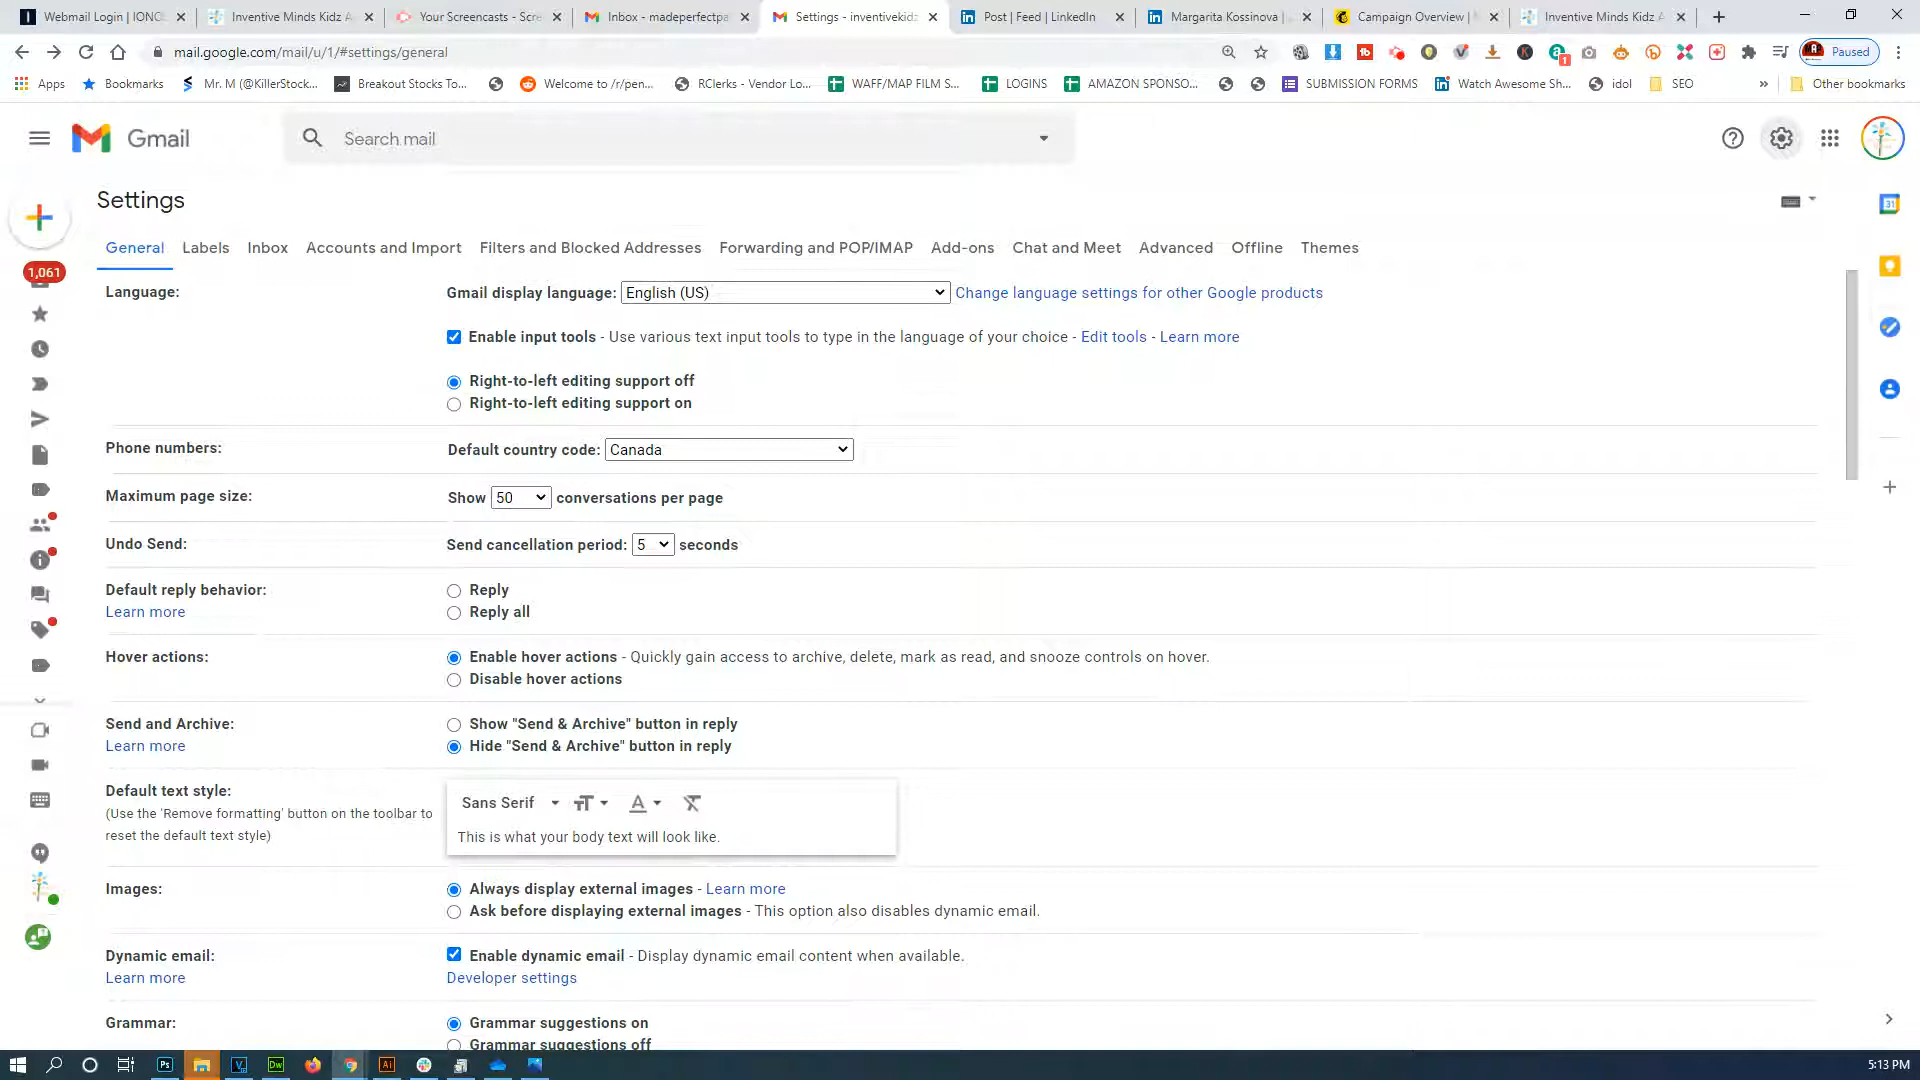 Webmail Login | IONC
Inventive Minds Kidz A
Your Screencasts - Scre
Inbox - madeperfectpa
Settings - inventivekidz
Post | Feed | LinkedIn
Margarita Kossinova |
Campaign Overview |
Inventive Minds Kidz A
mail.google.com/mail/u/1/#settings/general
Paused
Apps
Bookmarks
Mr. M (@KillerStock...
Breakout Stocks To...
Welcome to /r/pen...
RClerks - Vendor Lo...
WAFF/MAP FILM S...
LOGINS
AMAZON SPONSO...
SUBMISSION FORMS
Watch Awesome Sh...
idol
SEO
»
Other bookmarks
Gmail
Search mail
Settings
General Labels Inbox Accounts and Import Filters and Blocked Addresses Forwarding and POP/IMAP Add-ons Chat and Meet Advanced Offline Themes
1,061
Language:
Gmail display language: English (US) Change language settings for other Google products
Enable input tools - Use various text input tools to type in the language of your choice - Edit tools - Learn more
Right-to-left editing support off
Right-to-left editing support on
Phone numbers:
Default country code: Canada
Maximum page size:
Show 50 conversations per page
Undo Send:
Send cancellation period: 5 seconds
Default reply behavior:
Learn more
Reply
Reply all
Hover actions:
Enable hover actions - Quickly gain access to archive, delete, mark as read, and snooze controls on hover.
Disable hover actions
Send and Archive:
Learn more
Show "Send & Archive" button in reply
Hide "Send & Archive" button in reply
Default text style:
(Use the 'Remove formatting' button on the toolbar to
reset the default text style)
Sans Serif
This is what your body text will look like.
Images:
Always display external images - Learn more
Ask before displaying external images - This option also disables dynamic email.
Dynamic email:
Learn more
Enable dynamic email - Display dynamic email content when available.
Developer settings
Grammar:
Grammar suggestions on
Grammar suggestions off
31
Ps
Dw
Ai
5:13 PM